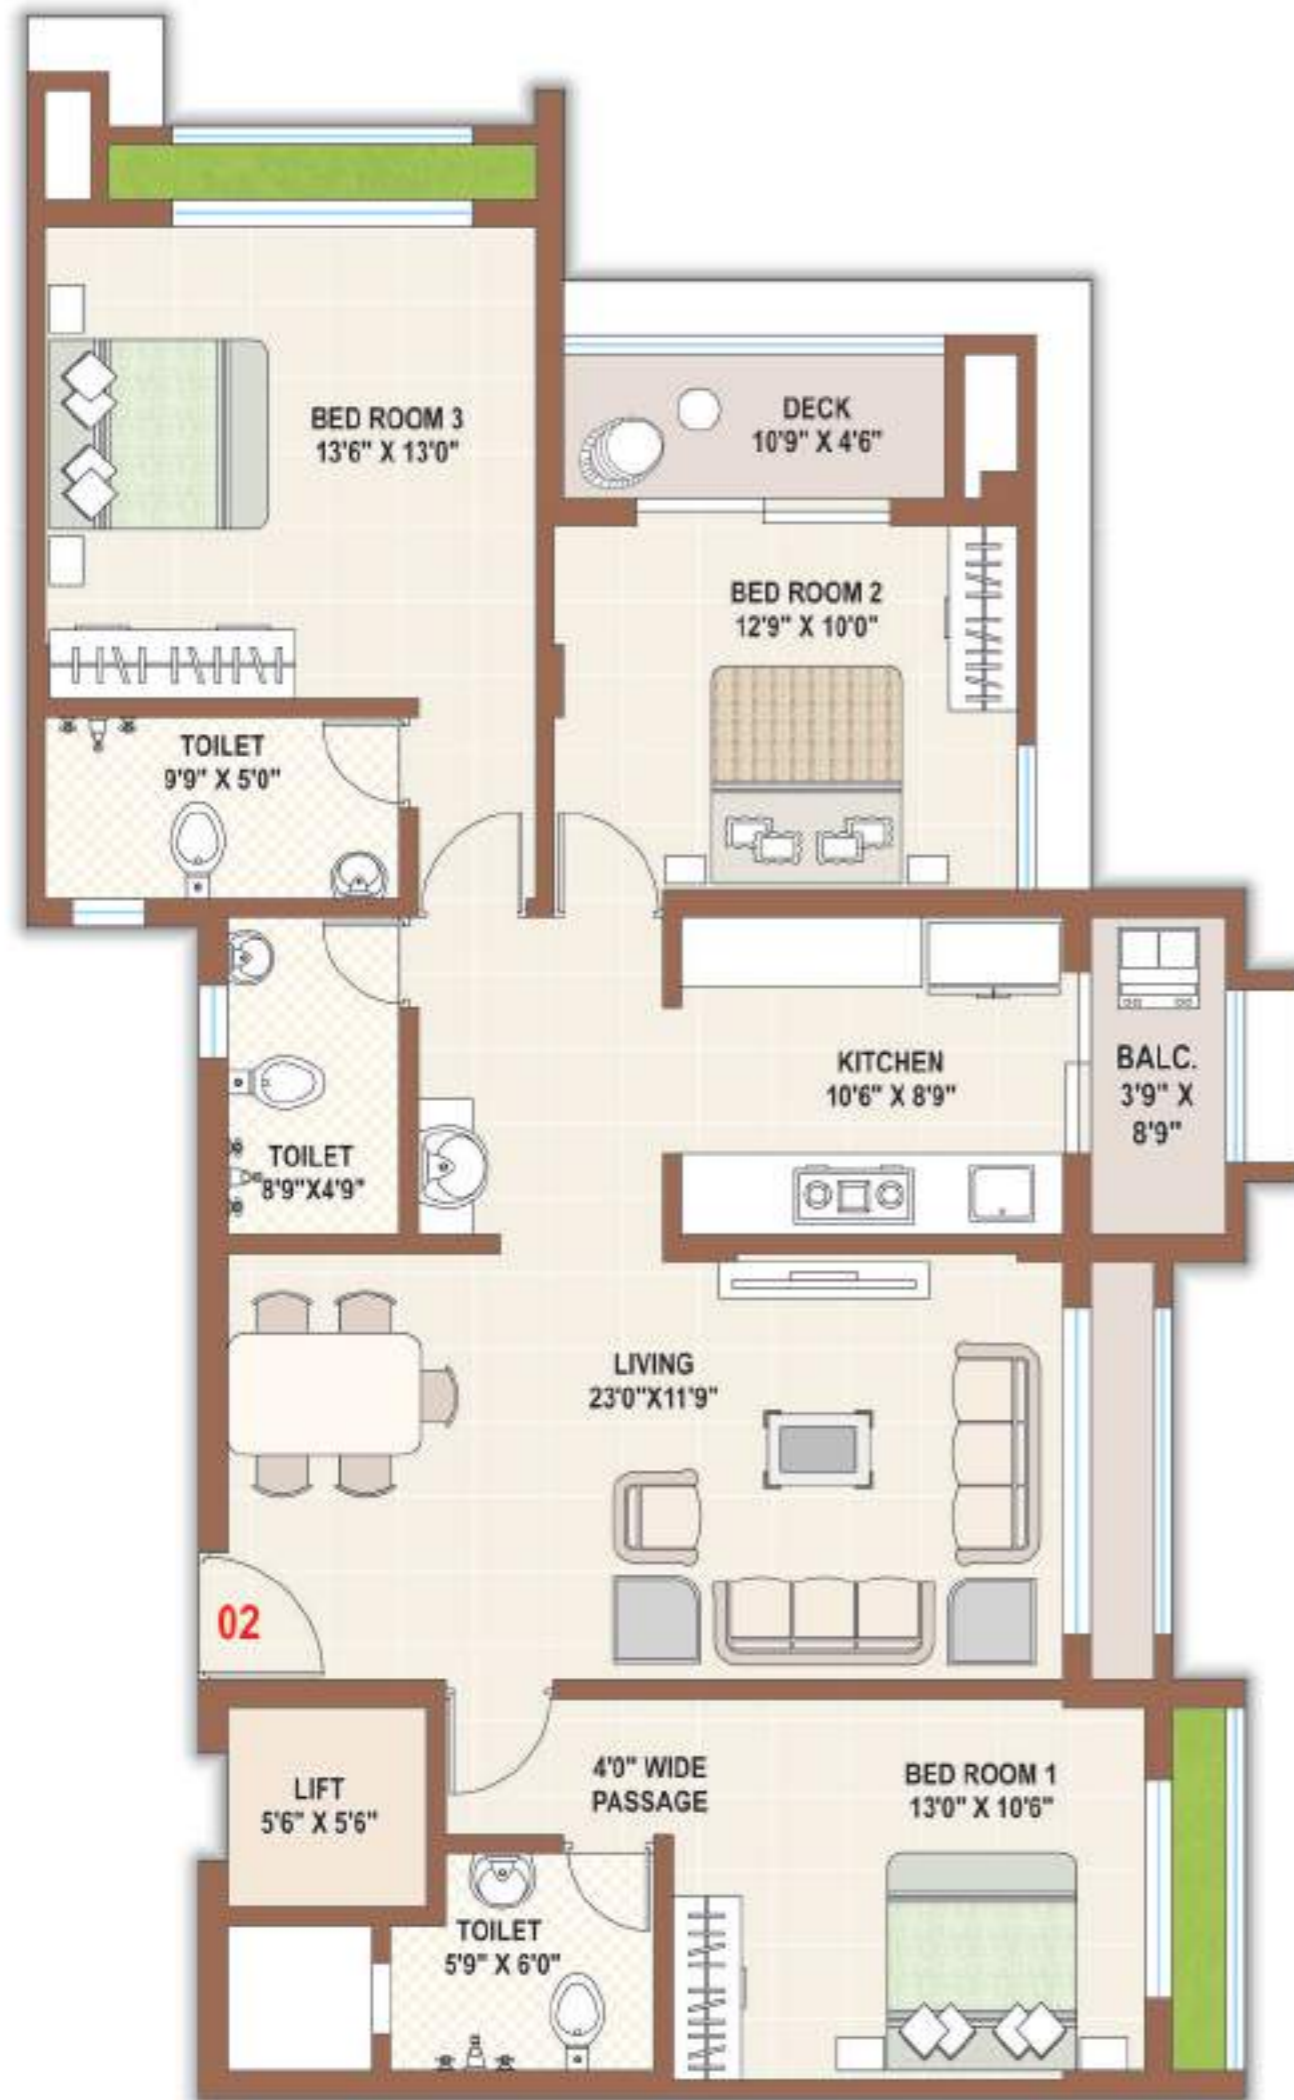 BED ROOM 3
13'6" X 13'0"
DECK
10'9" X 4'6"
BED ROOM 2
12'9" X 10'0"
TOILET
9'9" X 5'0"
KITCHEN
10'6" X 8'9"
BALC.
3'9" X
8'9"
TOILET
8'9"X4'9"
LIVING
23'0"X11'9"
02
LIFT
5'6" X 5'6"
4'0" WIDE
PASSAGE
BED ROOM 1
13'0" X 10'6"
TOILET
5'9" X 6'0"